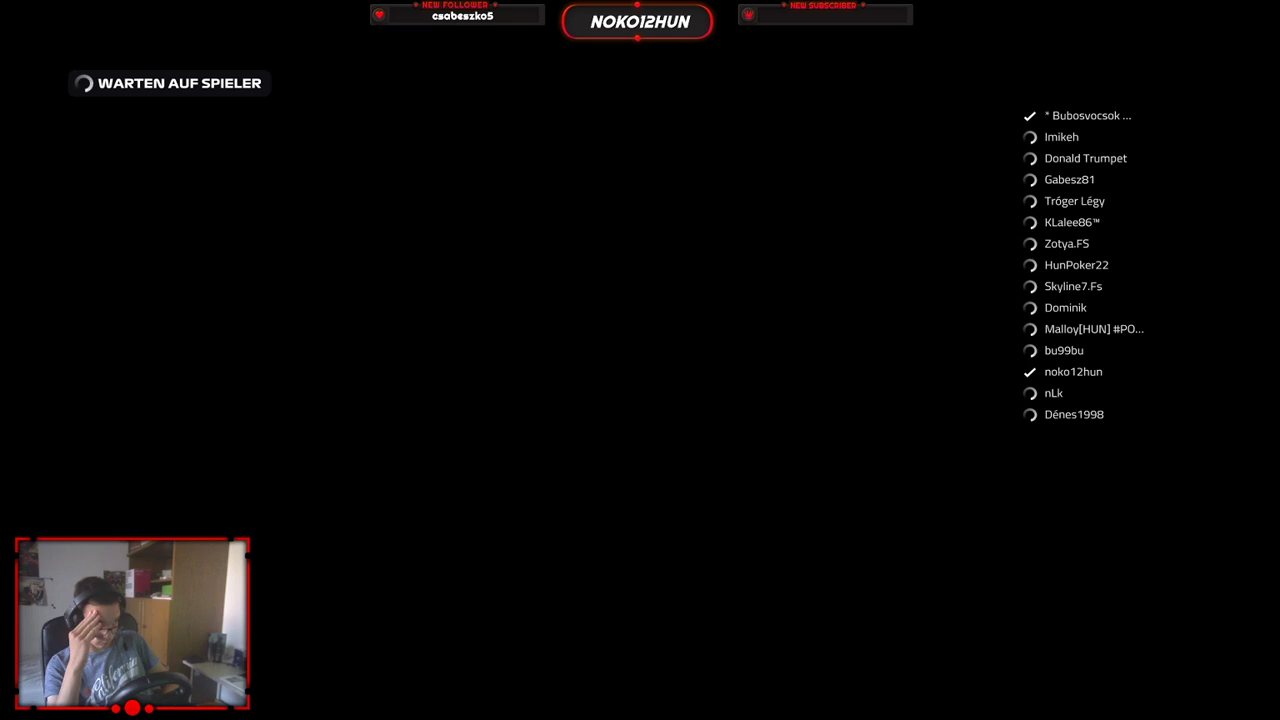 NEW FOLLOWER
csabeszko5
NOKO12HUN
NEW SUBSCRIBER
WARTEN AUF SPIELER
* Bubosvocsok ...
Imikeh
Donald Trumpet
Gabesz81
Tróger Légy
KLalee86™
Zotya.FS
HunPoker22
Skyline7.Fs
Dominik
Malloy[HUN] #PO...
bu99bu
noko12hun
nLk
Dénes1998
California